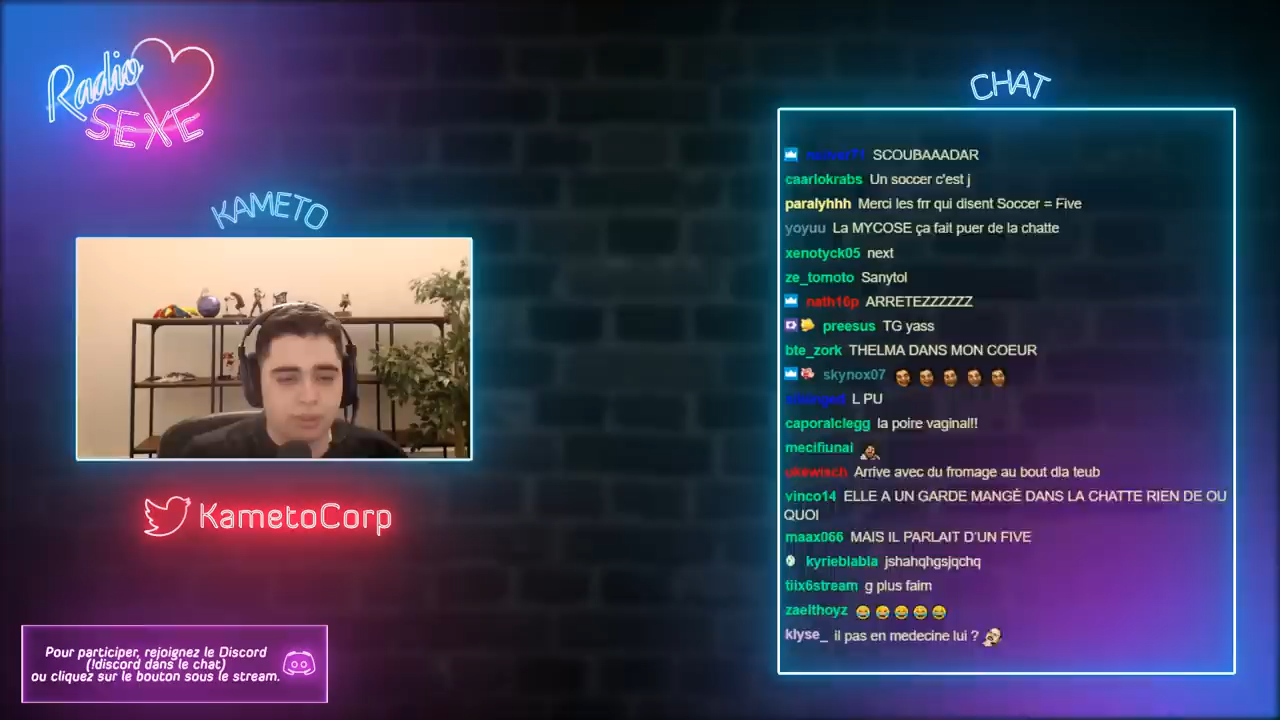 Radio
SEXE
KAMETO
KametoCorp
Pour participer, rejoignez le Discord
(!discord dans le chat)
ou cliquez sur le bouton sous le stream.
CHAT
SCOUBAAADAR
caarlokrabs Un soccer c'est j
paralyhhh Merci les frr qui disent Soccer = Five
yoyuu La MYCOSE ça fait puer de la chatte
xenotyck05 next
ze_tomoto Sanytol
nath10p ARRETEZZZZZZ
preesus TG yass
bte_zork THELMA DANS MON COEUR
skynox07
L PU
caporalclegg la poire vaginal!!
mecifiunai
ukewisch Arrive avec du fromage au bout dla teub
vinco14 ELLE A UN GARDE MANGÉ DANS LA CHATTE RIEN DE OU
QUOI
maax066 MAIS IL PARLAIT D'UN FIVE
kyrieblabla jshahqhgsjqchq
tiix6stream g plus faim
zaelthoyz
klyse_ il pas en medecine lui ?